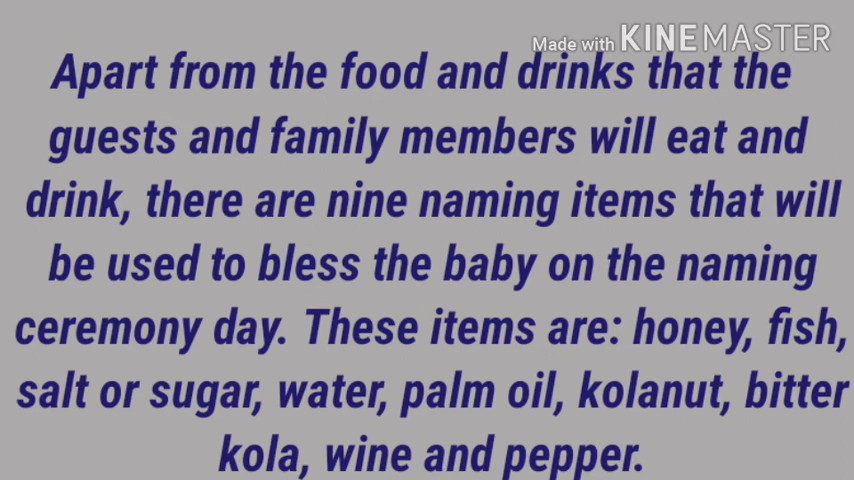 Made with KINEMASTER
Apart from the food and drinks that the
guests and family members will eat and
drink, there are nine naming items that will
be used to bless the baby on the naming
ceremony day. These items are: honey, fish,
salt or sugar, water, palm oil, kolanut, bitter
kola, wine and pepper.